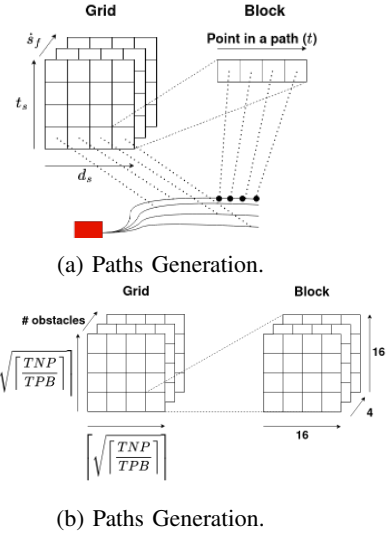 Grid Block
ṡ_f
Point in a path (t)
t_s
d_s
(a) Paths Generation.
Grid Block
# obstacles
√⌈TNP/TPB⌉
16
4
16
⌈√⌈TNP/TPB⌉⌉
(b) Paths Generation.